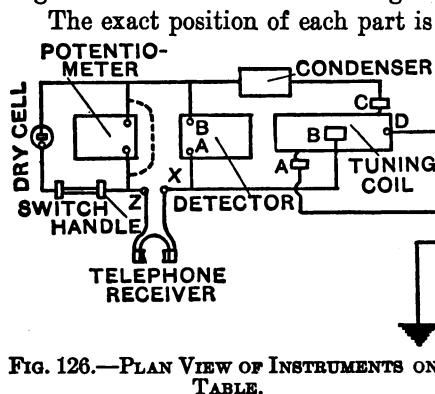 The exact position of each part is
POTENTIO-
METER
CONDENSER
DRY CELL
C
D
B
A
B
A
TUNING
COIL
X
Z
SWITCH
HANDLE
DETECTOR
TELEPHONE
RECEIVER
FIG. 126.—PLAN VIEW OF INSTRUMENTS ON
TABLE.